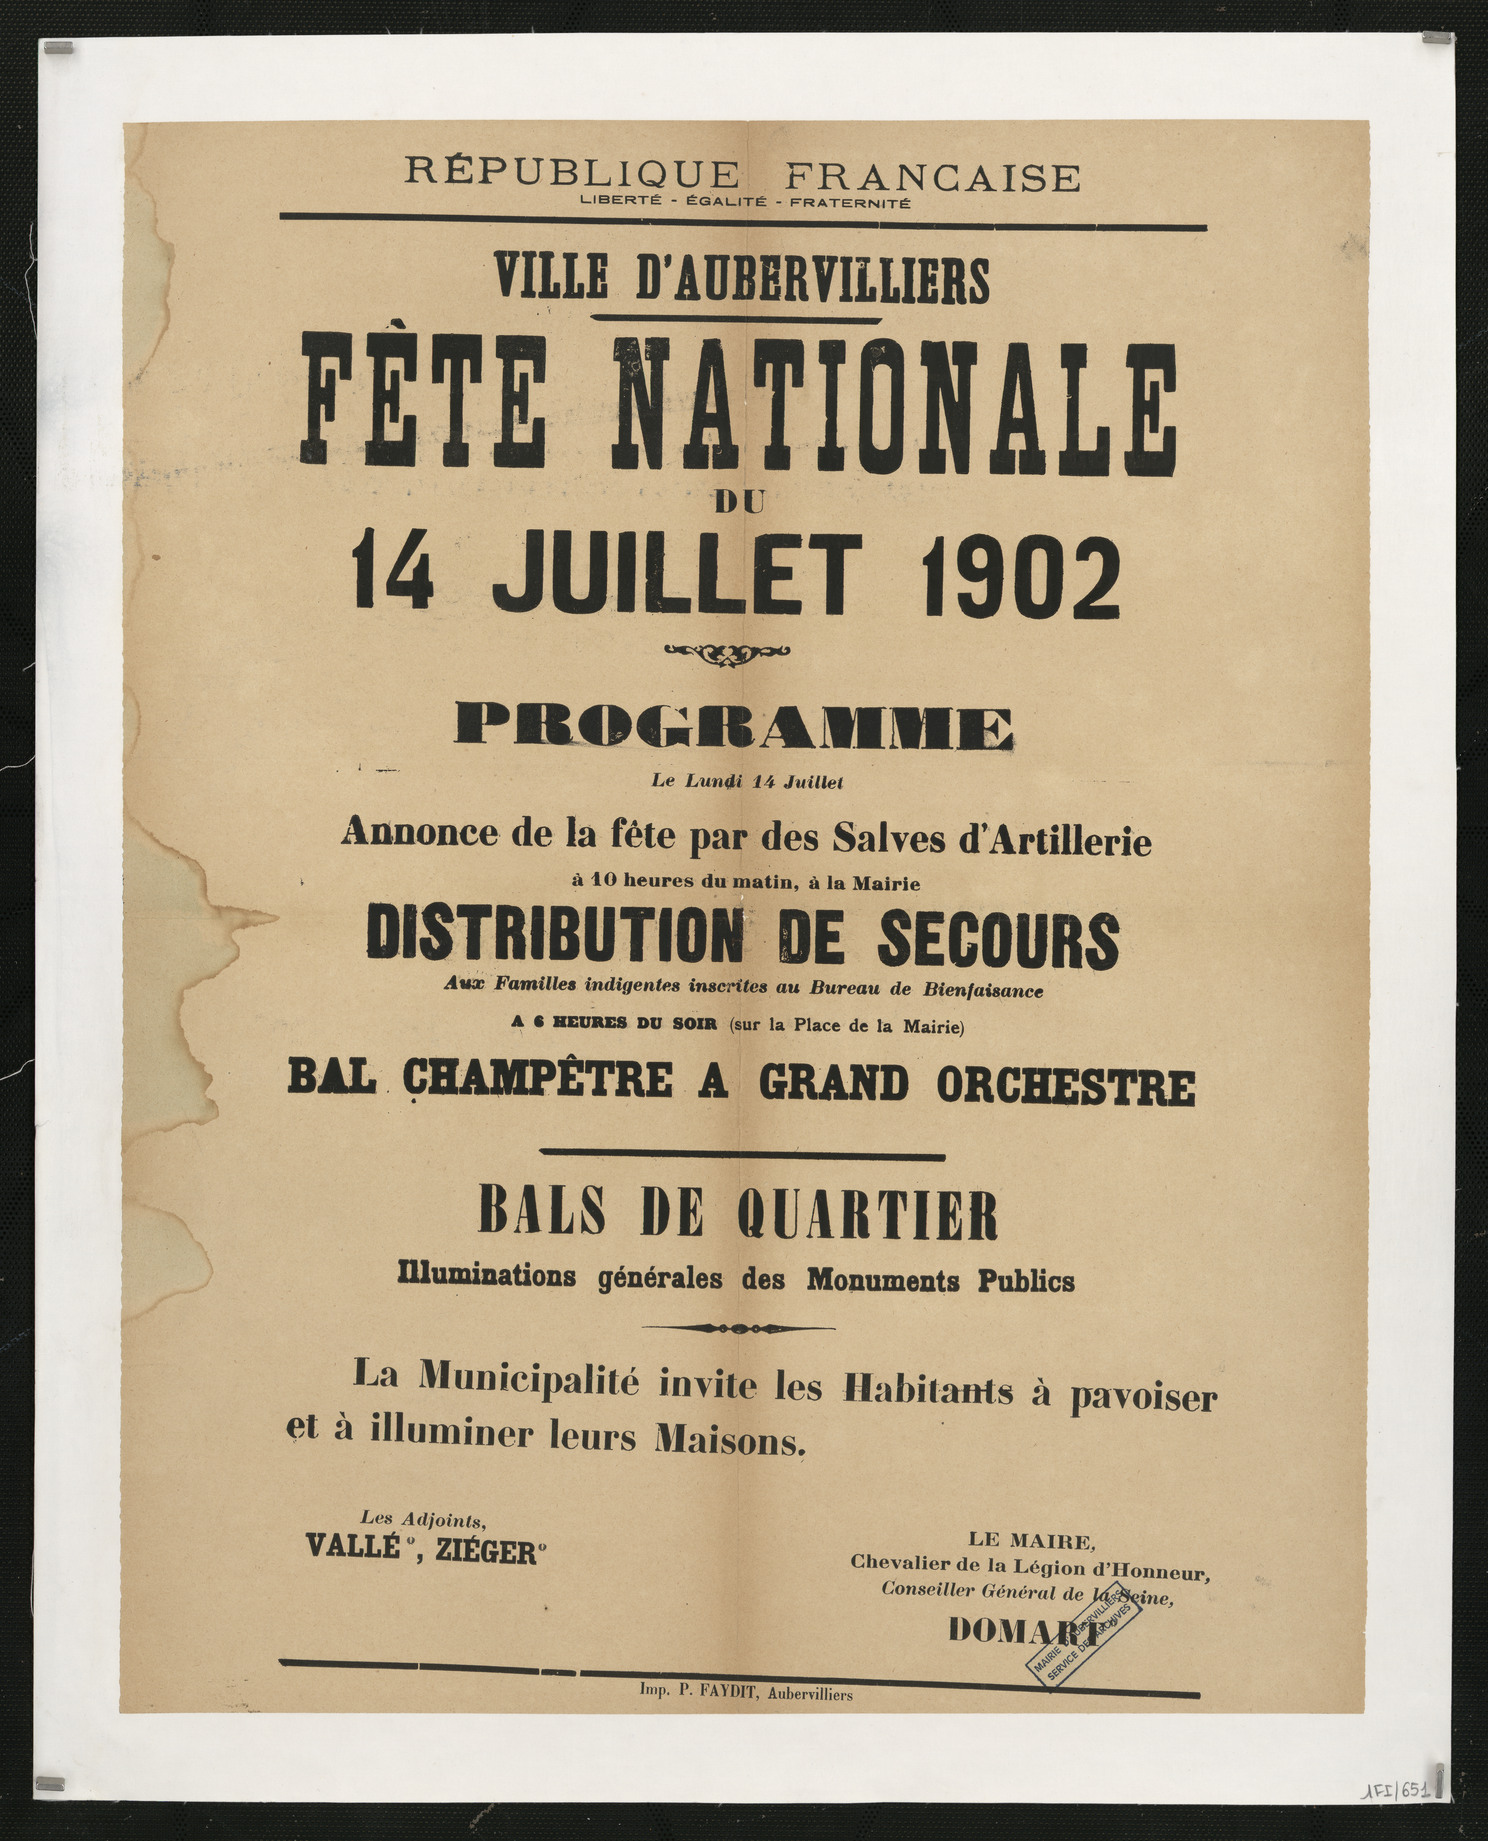 RÉPUBLIQUE FRANCAISE
LIBERTÉ - ÉGALITÉ - FRATERNITÉ
VILLE D'AUBERVILLIERS
FÊTE NATIONALE
DU
14 JUILLET 1902
PROGRAMME
Le Lundi 14 Juillet
Annonce de la fête par des Salves d'Artillerie
à 10 heures du matin, à la Mairie
DISTRIBUTION DE SECOURS
Aux Familles indigentes inscrites au Bureau de Bienfaisance
A 6 HEURES DU SOIR (sur la Place de la Mairie)
BAL CHAMPÊTRE A GRAND ORCHESTRE
BALS DE QUARTIER
Illuminations générales des Monuments Publics
La Municipalité invite les Habitants à pavoiser
et à illuminer leurs Maisons.
Les Adjoints,
VALLÉ º, ZIÉGERº
LE MAIRE,
Chevalier de la Légion d'Honneur,
Conseiller Général de la Seine,
DOMART
MAIRIE D'AUBERVILLIERS
SERVICE DES ARCHIVES
Imp. P. FAYDIT, Aubervilliers
1FI/651